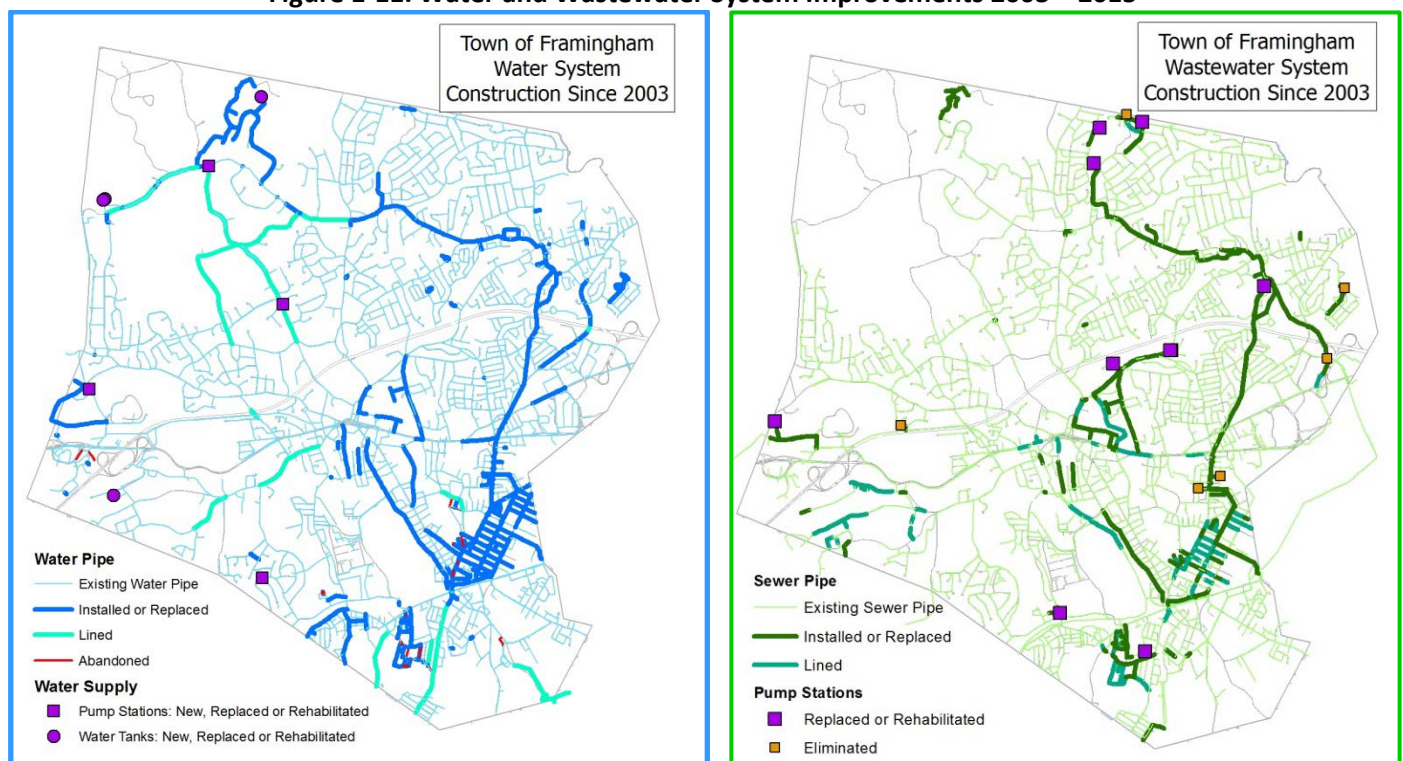 Town of Framingham
Water System
Construction Since 2003
Water Pipe
Existing Water Pipe
Installed or Replaced
Lined
Abandoned
Water Supply
Pump Stations: New, Replaced or Rehabilitated
Water Tanks: New, Replaced or Rehabilitated
Town of Framingham
Wastewater System
Construction Since 2003
Sewer Pipe
Existing Sewer Pipe
Installed or Replaced
Lined
Pump Stations
Replaced or Rehabilitated
Eliminated